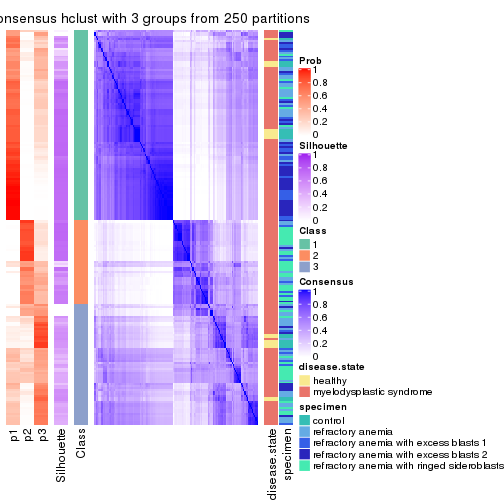 onsensus hclust with 3 groups from 250 partitions
Prob
1
0.8
0.6
0.4
0.2
0
Silhouette
1
0.8
0.6
0.4
0.2
0
Class
1
2
3
Consensus
1
0.8
0.6
0.4
0.2
0
disease.state
healthy
myelodysplastic syndrome
specimen
control
refractory anemia
refractory anemia with excess blasts 1
refractory anemia with excess blasts 2
refractory anemia with ringed sideroblasts
p1
p2
p3
Silhouette
Class
disease.state
specimen